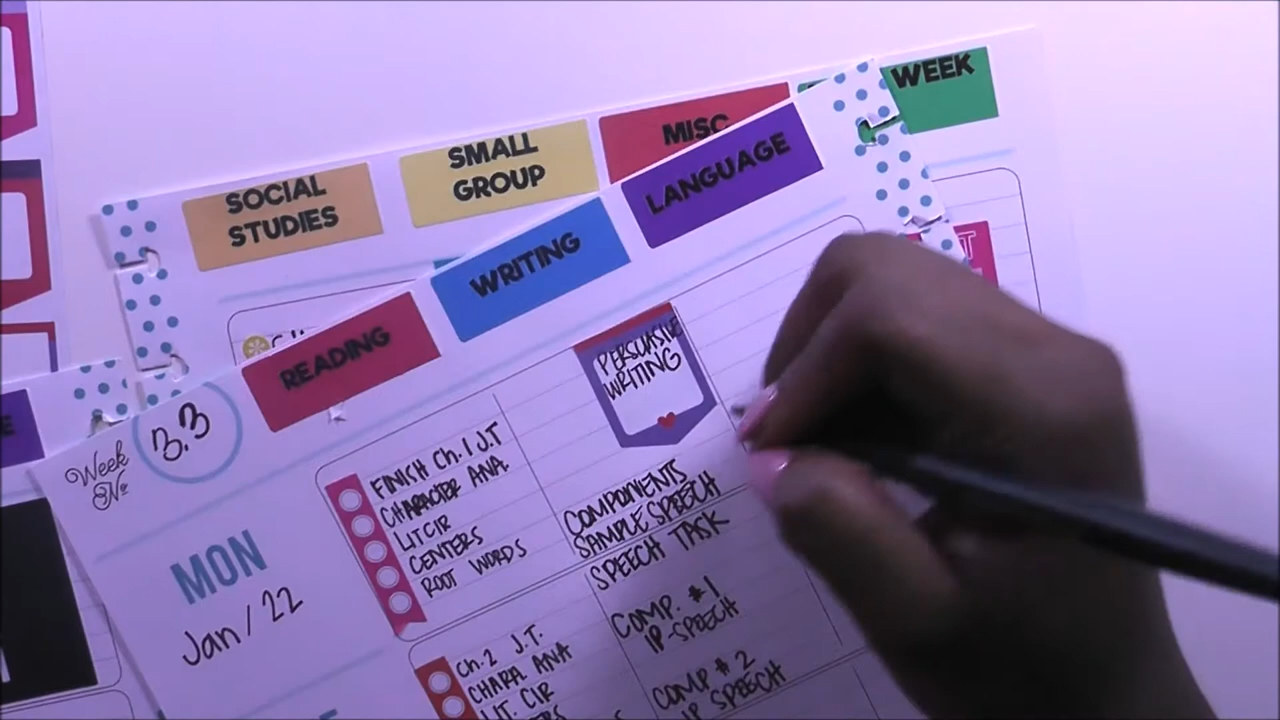 WEEK
MISC
SMALL
GROUP
SOCIAL
STUDIES
LANGUAGE
WRITING
READING
Week
No
3.3
PERSUASIVE
WRITING
MON
Jan/22
FINISH Ch.1 J.T
CHARACTER ANA.
LIT CIR
CENTERS
ROOT WORDS
COMPONENTS
SAMPLE SPEECH
SPEECH TASK
COMP. #1
IP-SPEECH
COMP #2
IP SPEECH
Ch.2 J.T.
CHARA. ANA
LIT. CIR